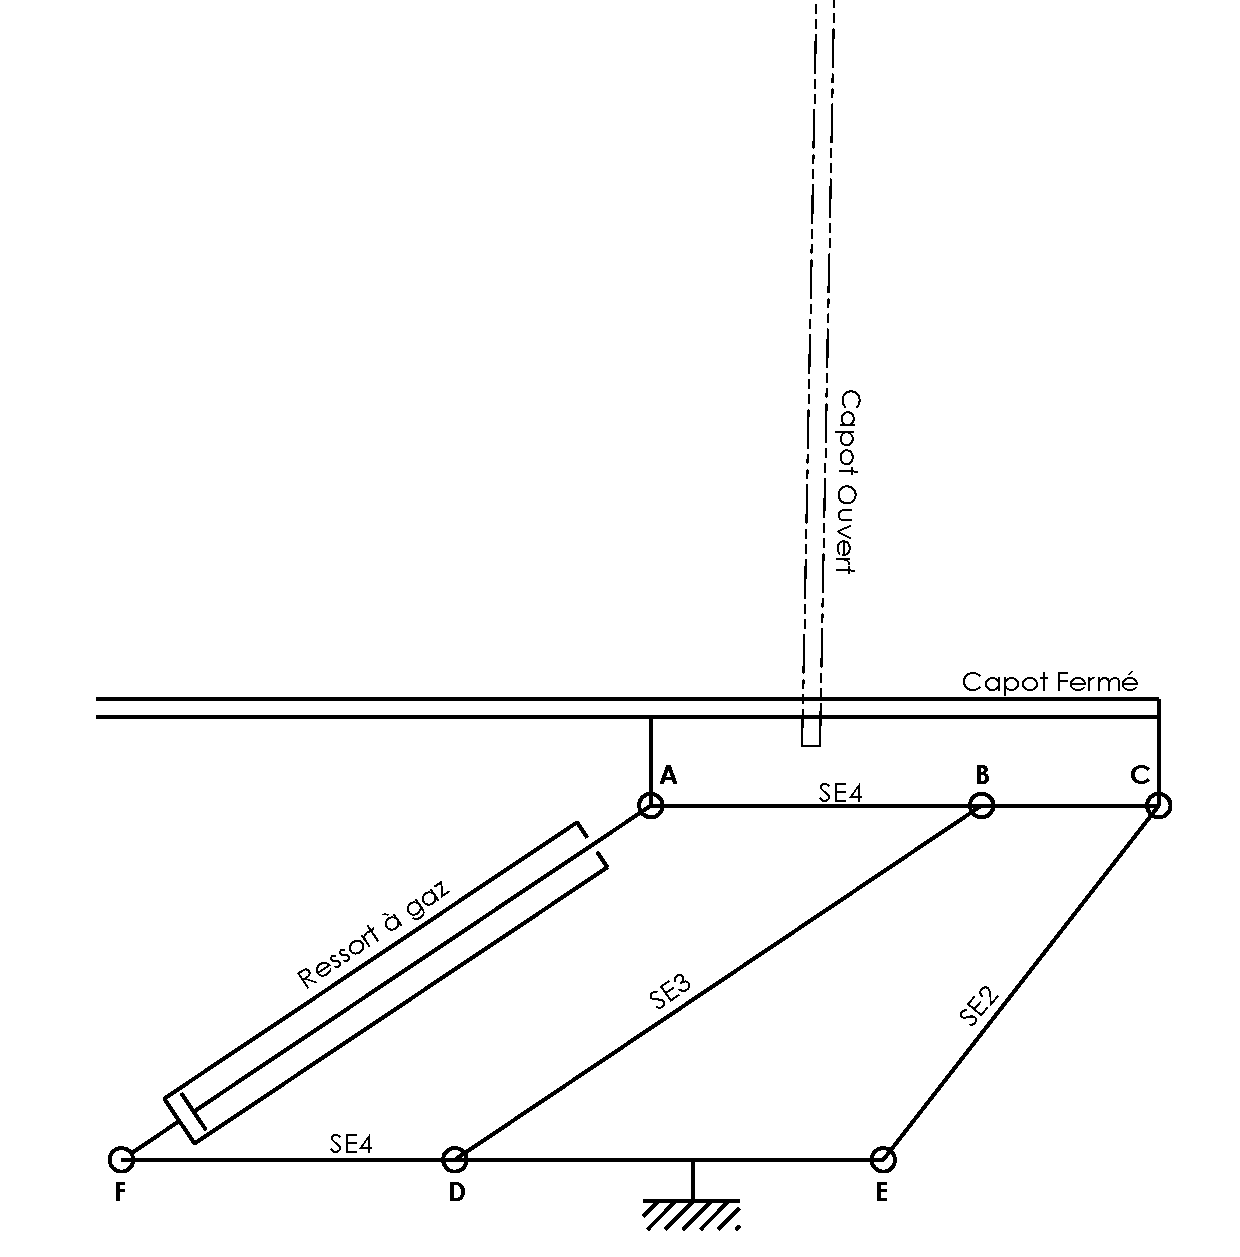 Capot Ouvert
Capot Fermé
A
B
C
SE4
Ressort à gaz
SE3
SE2
SE4
F
D
E